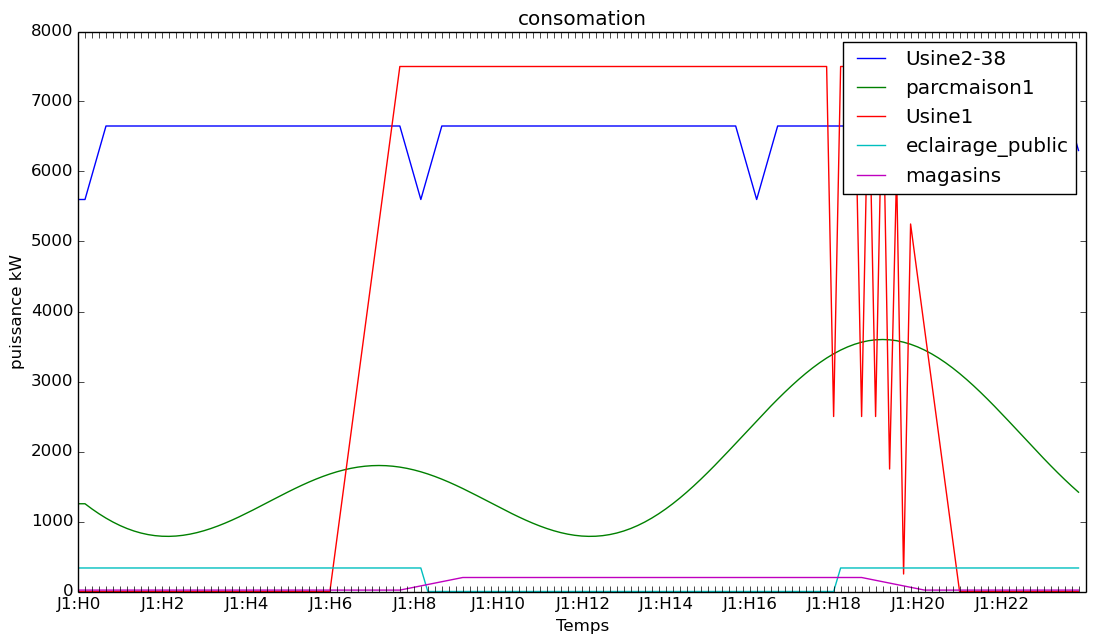 consomation
8000
7000
6000
5000
4000
3000
2000
1000
0
puissance kW
Usine2-38
parcmaison1
Usine1
eclairage_public
magasins
J1:H0 J1:H2 J1:H4 J1:H6 J1:H8 J1:H10 J1:H12 J1:H14 J1:H16 J1:H18 J1:H20 J1:H22
Temps